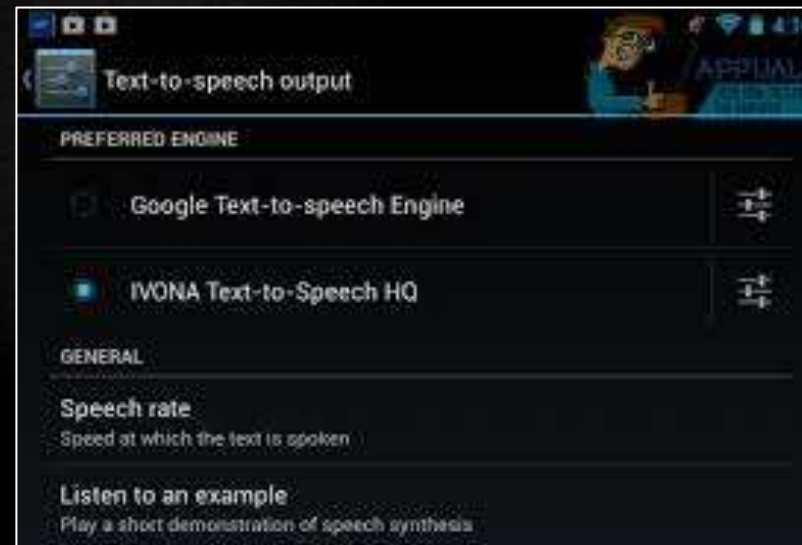 Text-to-speech output
PREFERRED ENGINE
Google Text-to-speech Engine
IVONA Text-to-Speech HQ
GENERAL
Speech rate
Speed at which the text is spoken
Listen to an example
Play a short demonstration of speech synthesis